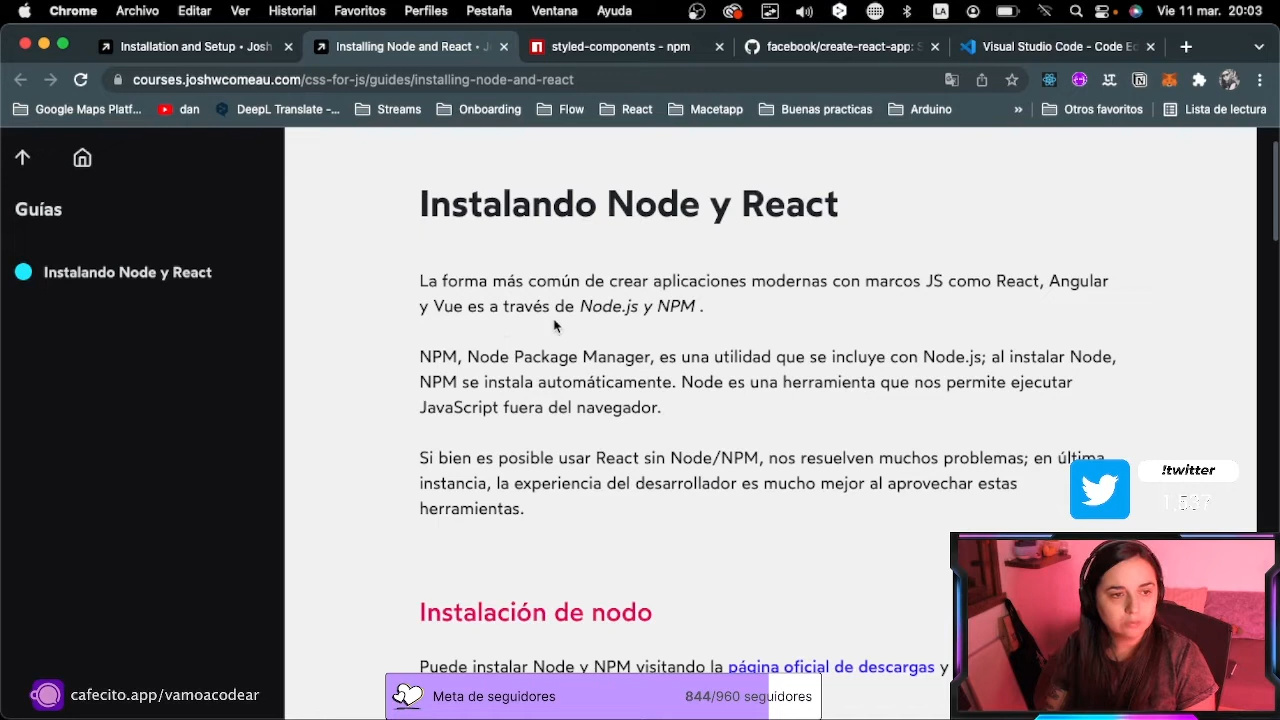 Chrome Archivo Editar Ver Historial Favoritos Perfiles Pestaña Ventana Ayuda LA Vie 11 mar. 20:03
Installation and Setup • Josh Installing Node and React • J styled-components - npm facebook/create-react-app: S Visual Studio Code - Code Ed
courses.joshwcomeau.com/css-for-js/guides/installing-node-and-react
Google Maps Platf... dan DeepL Translate -... Streams Onboarding Flow React Macetapp Buenas practicas Arduino » Otros favoritos Lista de lectura
Guías
Instalando Node y React
Instalando Node y React
La forma más común de crear aplicaciones modernas con marcos JS como React, Angular
y Vue es a través de Node.js y NPM .
NPM, Node Package Manager, es una utilidad que se incluye con Node.js; al instalar Node,
NPM se instala automáticamente. Node es una herramienta que nos permite ejecutar
JavaScript fuera del navegador.
Si bien es posible usar React sin Node/NPM, nos resuelven muchos problemas; en última
instancia, la experiencia del desarrollador es mucho mejor al aprovechar estas
herramientas.
!twitter
Instalación de nodo
Puede instalar Node y NPM visitando la página oficial de descargas y
cafecito.app/vamoacodear
Meta de seguidores 844/960 seguidores